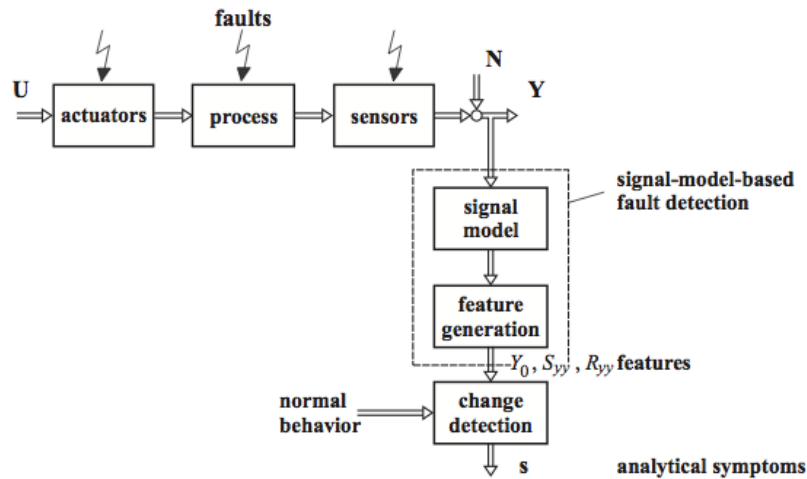 faults
N
U
Y
actuators
process
sensors
signal-model-based
fault detection
signal
model
feature
generation
Y₀, Syy, Ryy features
normal
behavior
change
detection
s
analytical symptoms